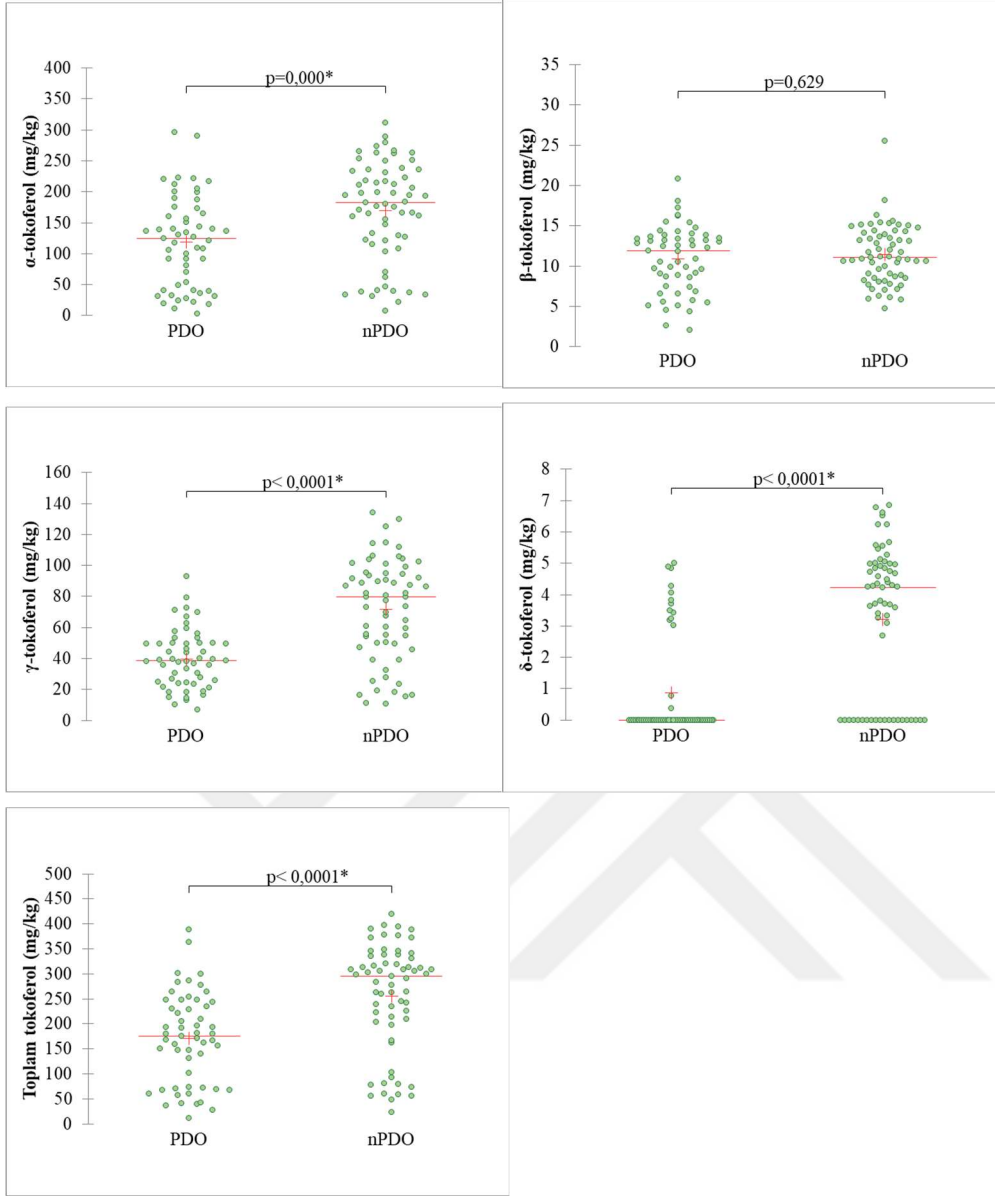 α-tokoferol (mg/kg)
400
350
300
250
200
150
100
50
0
p=0,000*
PDO
nPDO
β-tokoferol (mg/kg)
35
30
25
20
15
10
5
0
p=0,629
PDO
nPDO
γ-tokoferol (mg/kg)
160
140
120
100
80
60
40
20
0
p< 0,0001*
PDO
nPDO
δ-tokoferol (mg/kg)
8
7
6
5
4
3
2
1
0
p< 0,0001*
PDO
nPDO
Toplam tokoferol (mg/kg)
500
450
400
350
300
250
200
150
100
50
0
p< 0,0001*
PDO
nPDO